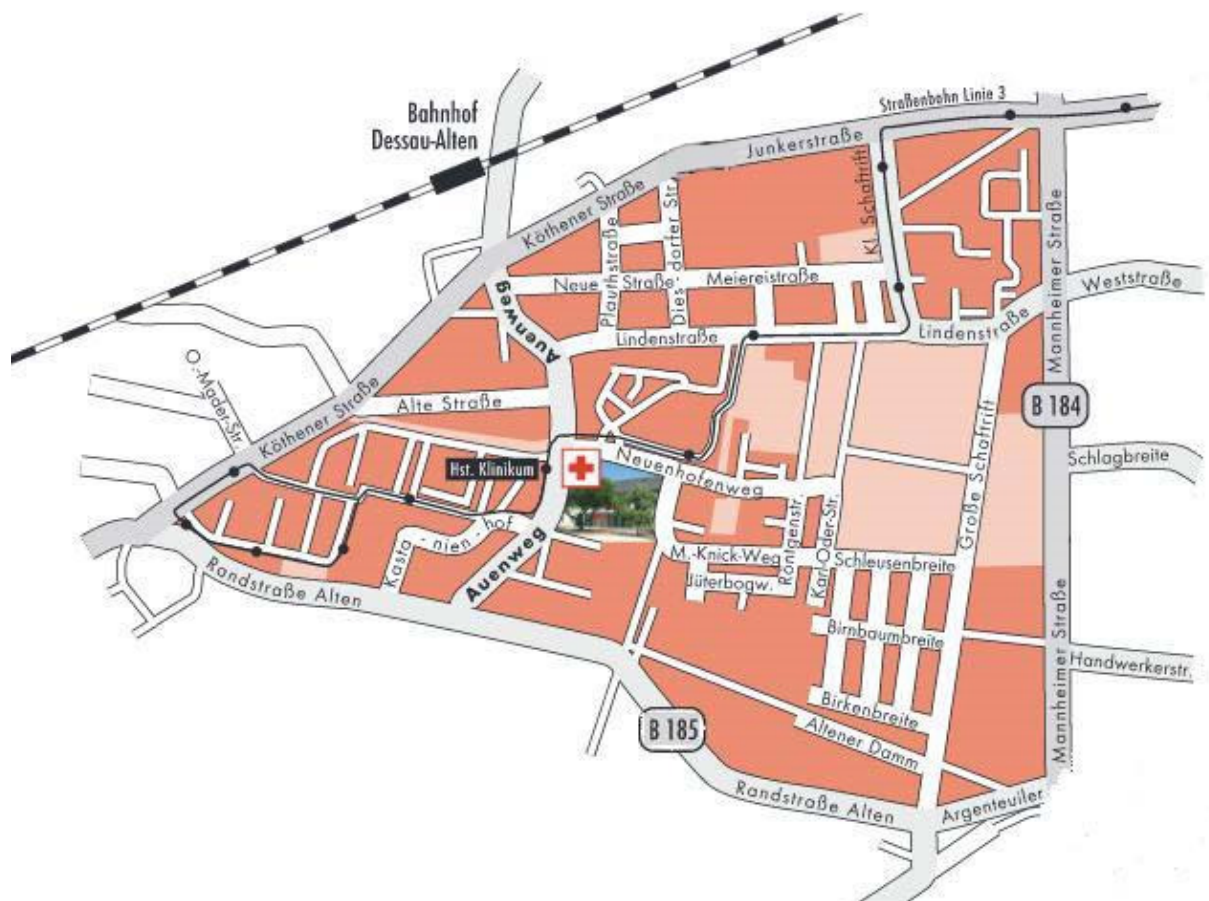 Bahnhof
Dessau-Alten
Straßenbahn Linie 3
Junkerstraße
Köthener Straße
Kl. Schaftrift
Mannheimer Straße
Plauthstraße
Neue Straße
Meiereistraße
Weststraße
Auenweg
Lindenstraße
Lindenstraße
O.-Mader-Str.
Alte Straße
B 184
Köthener Straße
Große Schaftrift
Schlagbreite
Hst. Klinikum
Neuenhofenweg
Kasta - nien - hof
Auenweg
Röntgenstr.
Karl-Oder-Str.
M.-Knick-Weg
Schleusenbreite
Jüterbogw.
Randstraße Alten
Birnbaumbreite
Mannheimer Straße
Handwerkerstr.
Birkenbreite
Altener Damm
B 185
Randstraße Alten
Argenteuiler